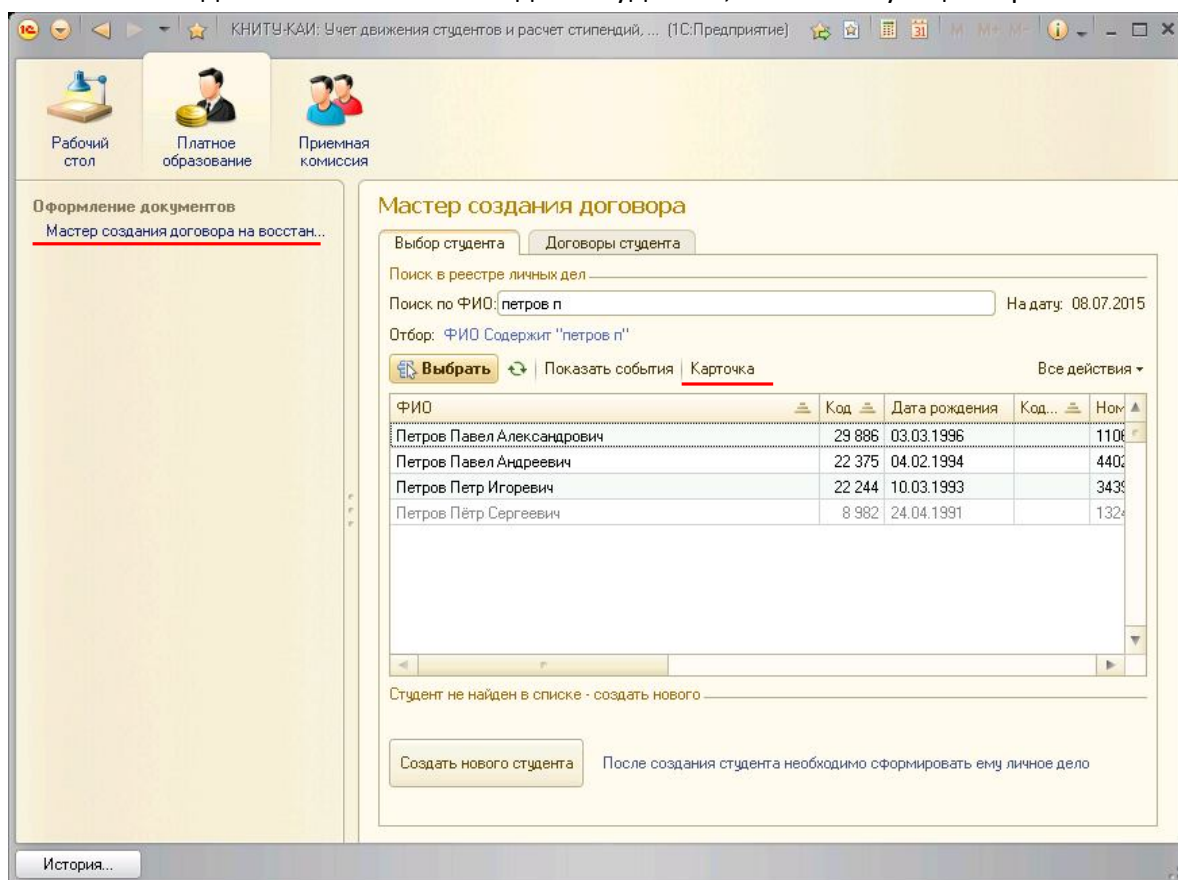 КНИТУ-КАИ: Учет движения студентов и расчет стипендий, ... (1С:Предприятие)
31 M M+ M-
Рабочий стол
Платное образование
Приемная комиссия
Оформление документов
Мастер создания договора на восстан...
Мастер создания договора
Выбор студента Договоры студента
Поиск в реестре личных дел
Поиск по ФИО: петров п На дату: 08.07.2015
Отбор: ФИО Содержит "петров п"
Выбрать Показать события Карточка Все действия
ФИО Код Дата рождения Код... Ном
Петров Павел Александрович 29 886 03.03.1996 1106
Петров Павел Андреевич 22 375 04.02.1994 4402
Петров Петр Игоревич 22 244 10.03.1993 3439
Петров Пётр Сергеевич 8 982 24.04.1991 1324
Студент не найден в списке - создать нового
Создать нового студента После создания студента необходимо сформировать ему личное дело
История...